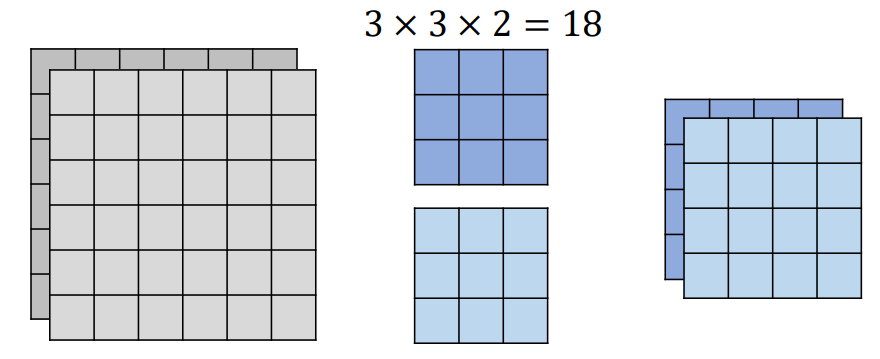 3 × 3 × 2 = 18